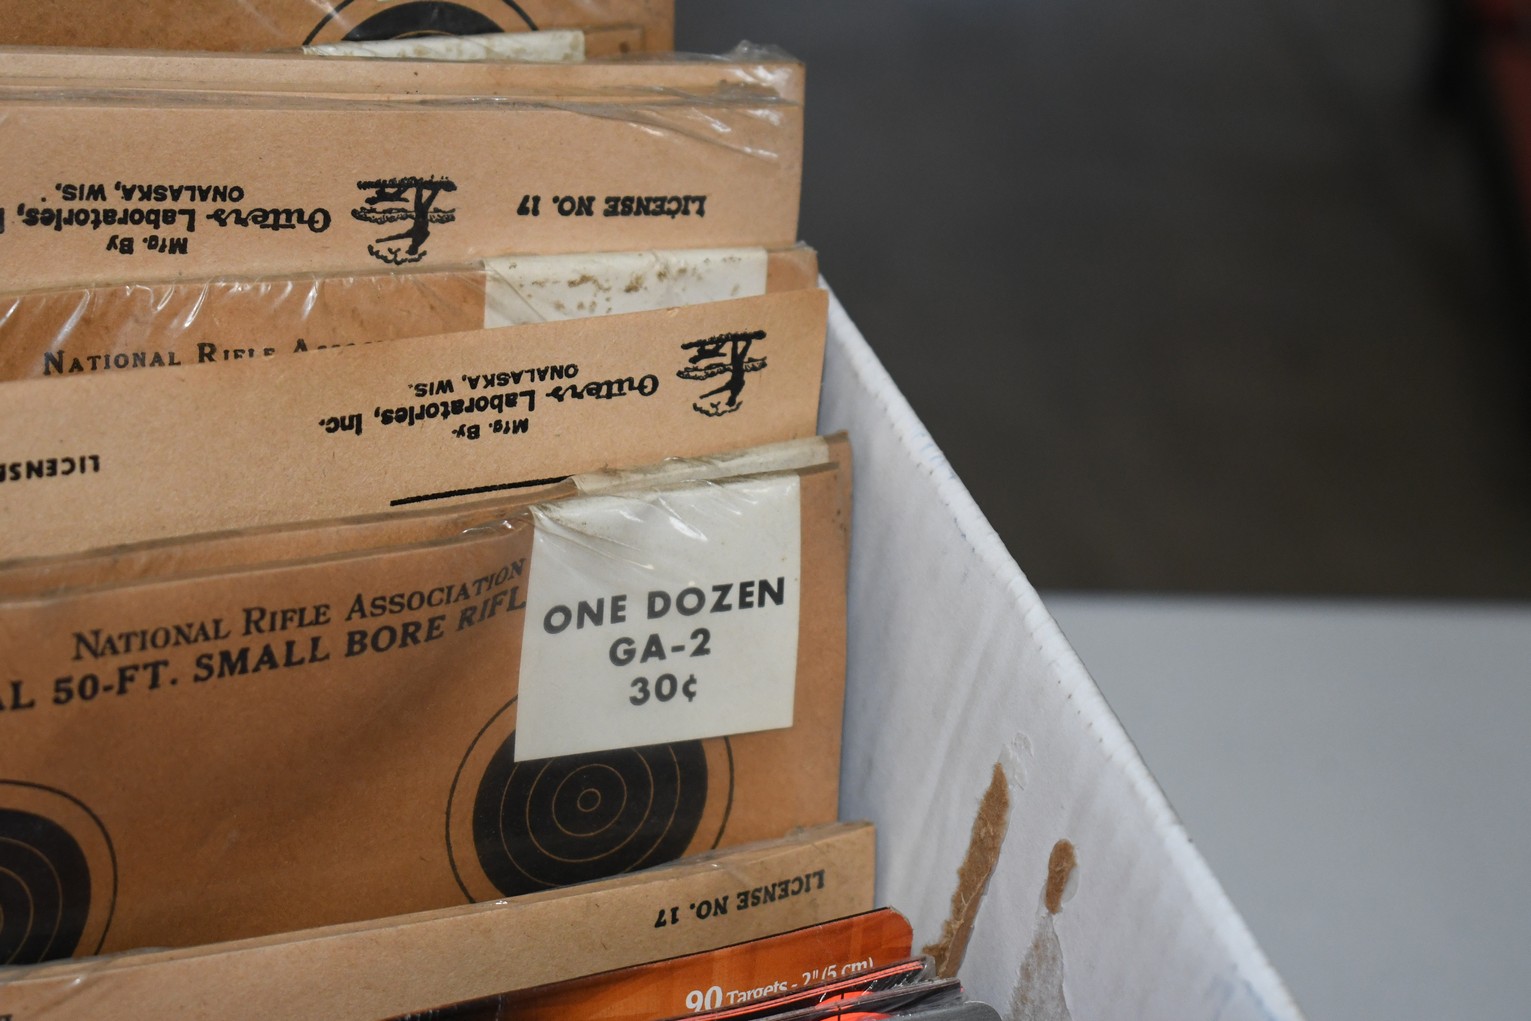 LICENSE NO. 17
Mfg. By
Outers Laboratories,
ONALASKA, WIS.
NATIONAL RIFLE
Mfg. By
Outers Laboratories, Inc.
ONALASKA, WIS.
LICENSE
NATIONAL RIFLE ASSOCIATION
50-FT. SMALL BORE RIFL
ONE DOZEN
GA-2
30¢
LICENSE NO. 17
90 Targets - 2" (5 cm)